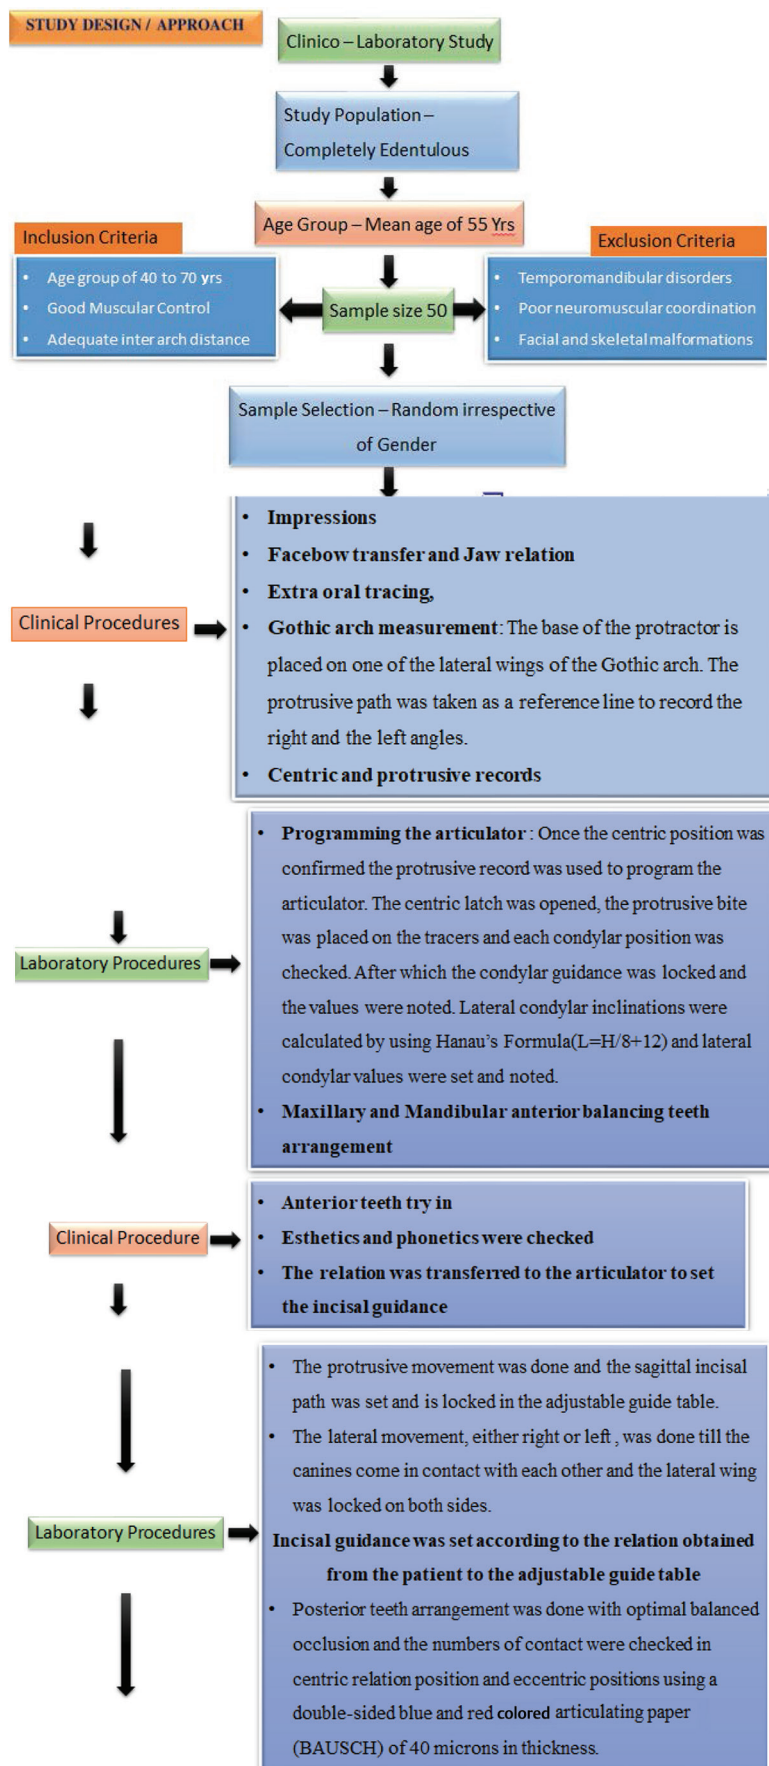 STUDY DESIGN / APPROACH
Clinico – Laboratory Study
Study Population –
Completely Edentulous
Age Group – Mean age of 55 Yrs
Inclusion Criteria
• Age group of 40 to 70 yrs
• Good Muscular Control
• Adequate inter arch distance
Sample size 50
Exclusion Criteria
• Temporomandibular disorders
• Poor neuromuscular coordination
• Facial and skeletal malformations
Sample Selection – Random irrespective
of Gender
Clinical Procedures
• Impressions
• Facebow transfer and Jaw relation
• Extra oral tracing,
• Gothic arch measurement: The base of the protractor is
placed on one of the lateral wings of the Gothic arch. The
protrusive path was taken as a reference line to record the
right and the left angles.
• Centric and protrusive records
Laboratory Procedures
• Programming the articulator : Once the centric position was
confirmed the protrusive record was used to program the
articulator. The centric latch was opened, the protrusive bite
was placed on the tracers and each condylar position was
checked. After which the condylar guidance was locked and
the values were noted. Lateral condylar inclinations were
calculated by using Hanau's Formula(L=H/8+12) and lateral
condylar values were set and noted.
• Maxillary and Mandibular anterior balancing teeth
arrangement
Clinical Procedure
• Anterior teeth try in
• Esthetics and phonetics were checked
• The relation was transferred to the articulator to set
the incisal guidance
Laboratory Procedures
• The protrusive movement was done and the sagittal incisal
path was set and is locked in the adjustable guide table.
• The lateral movement, either right or left , was done till the
canines come in contact with each other and the lateral wing
was locked on both sides.
Incisal guidance was set according to the relation obtained
from the patient to the adjustable guide table
• Posterior teeth arrangement was done with optimal balanced
occlusion and the numbers of contact were checked in
centric relation position and eccentric positions using a
double-sided blue and red colored articulating paper
(BAUSCH) of 40 microns in thickness.